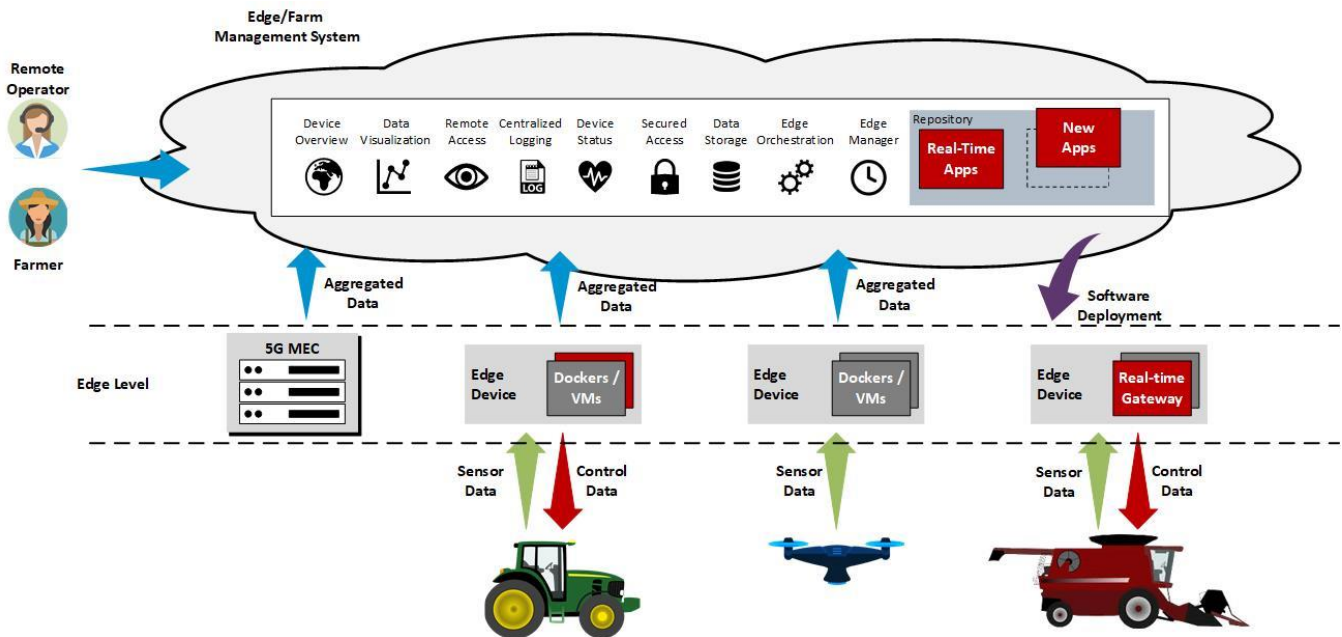 Edge/Farm
Management System
Remote
Operator
Farmer
Device
Overview
Data
Visualization
Remote
Access
Centralized
Logging
LOG
Device
Status
Secured
Access
Data
Storage
Edge
Orchestration
Edge
Manager
Repository
Real-Time
Apps
New
Apps
Aggregated
Data
Aggregated
Data
Aggregated
Data
Software
Deployment
Edge Level
5G MEC
Edge
Device
Dockers /
VMs
Edge
Device
Dockers /
VMs
Edge
Device
Real-time
Gateway
Sensor
Data
Control
Data
Sensor
Data
Sensor
Data
Control
Data